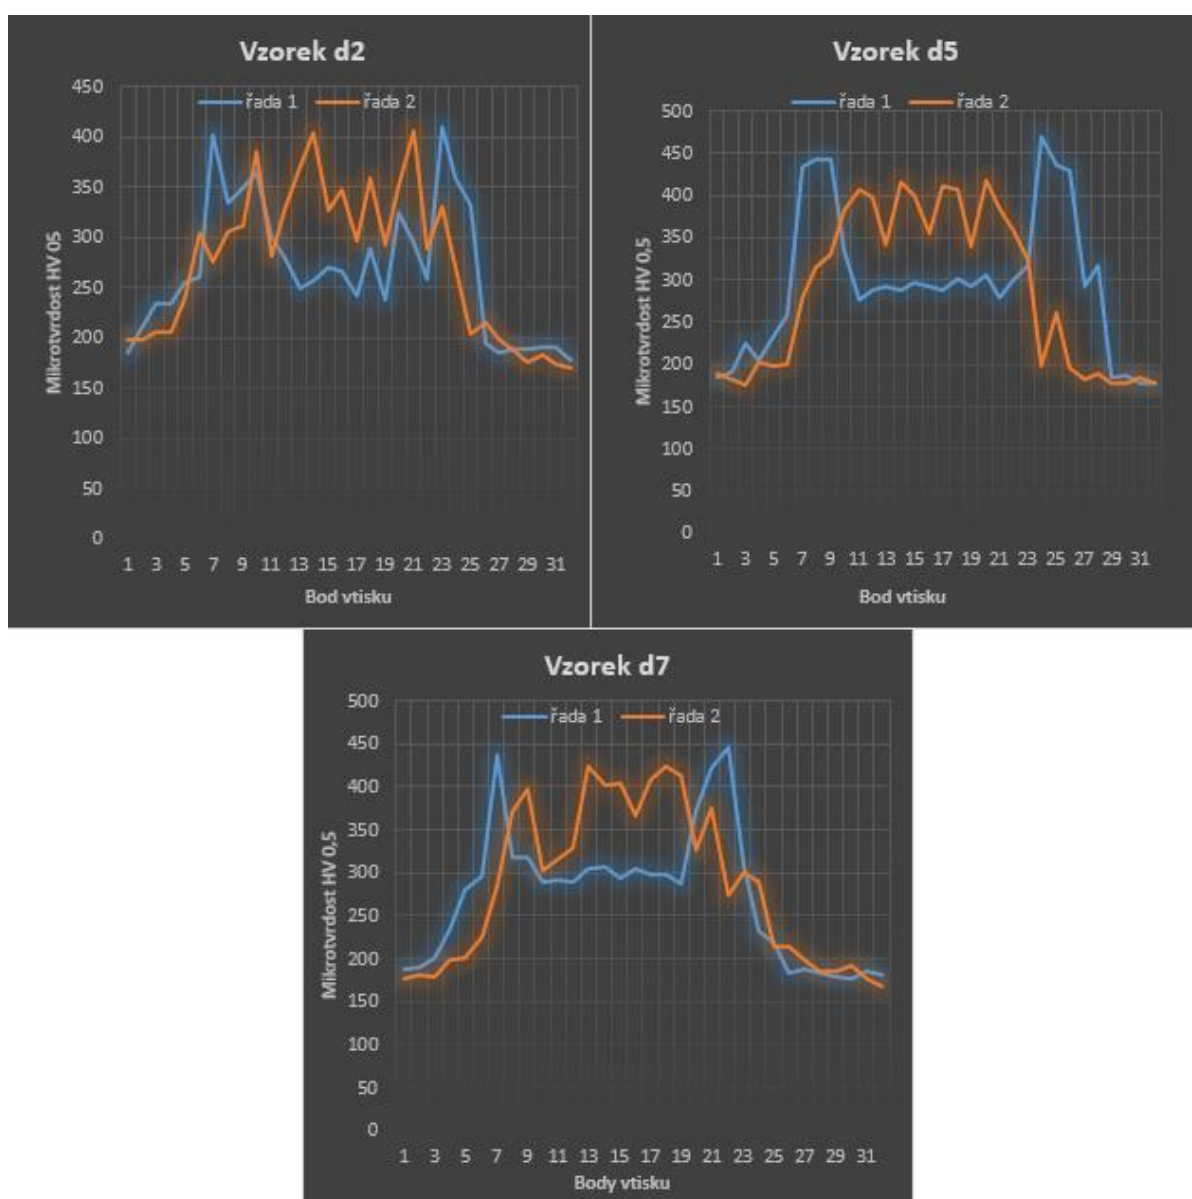 Vzorek d2
řada 1 řada 2
450
400
350
300
250
200
150
100
50
0
Mikrotvrdost HV 05
1 3 5 7 9 11 13 15 17 19 21 23 25 27 29 31
Bod vtisku
Vzorek d5
řada 1 řada 2
500
450
400
350
300
250
200
150
100
50
0
Mikrotvrdost HV 0,5
1 3 5 7 9 11 13 15 17 19 21 23 25 27 29 31
Bod vtisku
Vzorek d7
řada 1 řada 2
500
450
400
350
300
250
200
150
100
50
0
Mikrotvrdost HV 0,5
1 3 5 7 9 11 13 15 17 19 21 23 25 27 29 31
Body vtisku